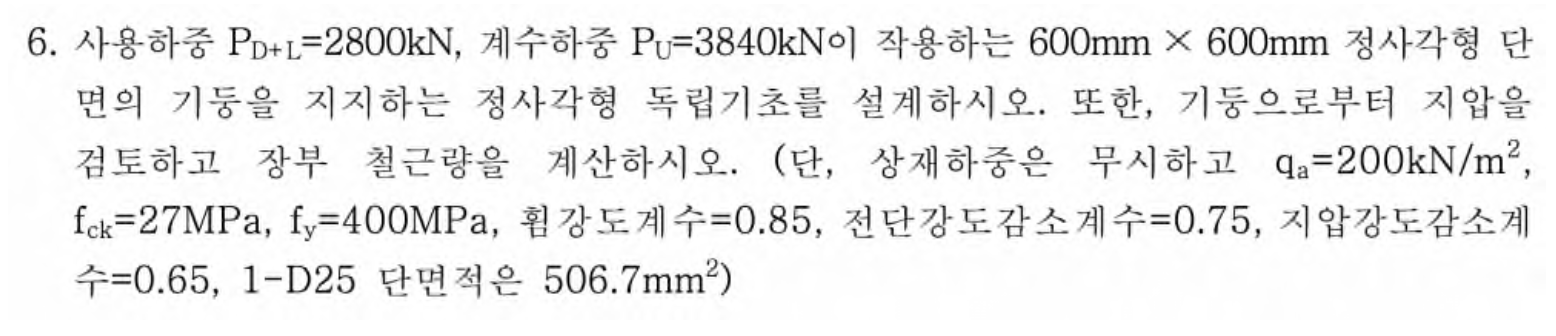 6. 사용하중 P_{D+L}=2800kN, 계수하중 P_U=3840kN이 작용하는 600mm × 600mm 정사각형 단
면의 기둥을 지지하는 정사각형 독립기초를 설계하시오. 또한, 기둥으로부터 지압을
검토하고 장부 철근량을 계산하시오. (단, 상재하중은 무시하고 q_a=200kN/m²,
f_{ck}=27MPa, f_y=400MPa, 휨강도계수=0.85, 전단강도감소계수=0.75, 지압강도감소계
수=0.65, 1-D25 단면적은 506.7mm²)